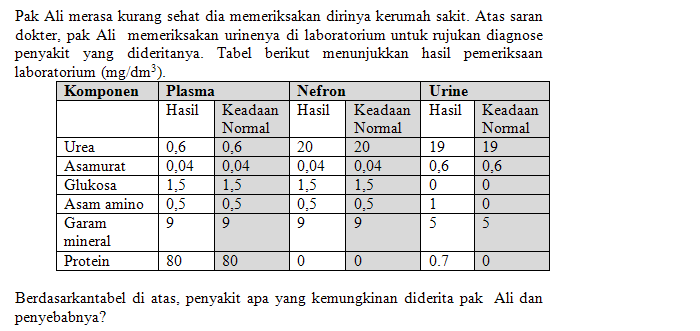 Pak Ali merasa kurang sehat dia memeriksakan dirinya kerumah sakit. Atas saran
dokter, pak Ali memeriksakan urinenya di laboratorium untuk rujukan diagnose
penyakit yang dideritanya. Tabel berikut menunjukkan hasil pemeriksaan
laboratorium (mg/dm³).
Komponen Plasma Nefron Urine
Hasil Keadaan Normal Hasil Keadaan Normal Hasil Keadaan Normal
Urea 0,6 0,6 20 20 19 19
Asamurat 0,04 0,04 0,04 0,04 0,6 0,6
Glukosa 1,5 1,5 1,5 1,5 0 0
Asam amino 0,5 0,5 0,5 0,5 1 0
Garam mineral 9 9 9 9 5 5
Protein 80 80 0 0 0.7 0
Berdasarkantabel di atas, penyakit apa yang kemungkinan diderita pak Ali dan
penyebabnya?